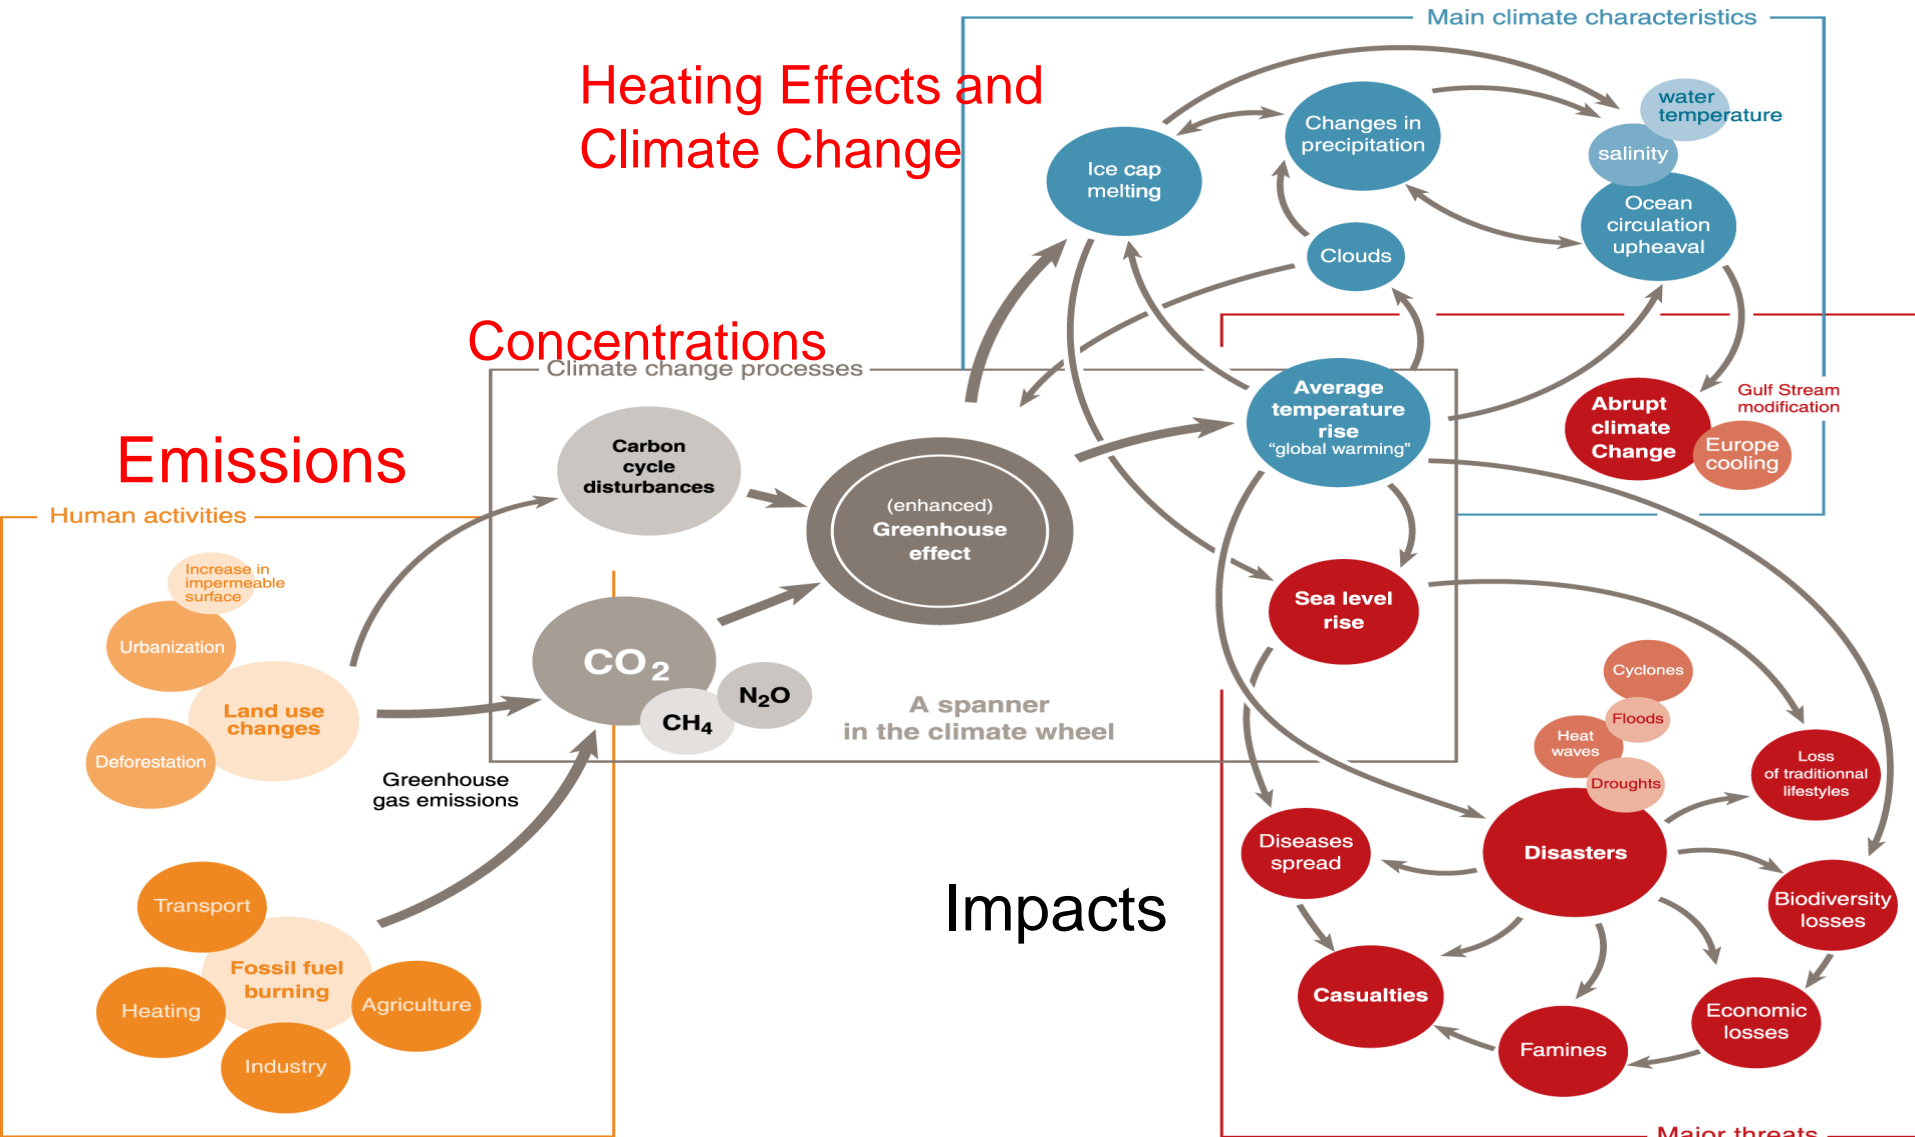 Main climate characteristics
Heating Effects and
Climate Change
water
temperature
Changes in
precipitation
salinity
Ice cap
melting
Ocean
circulation
upheaval
Clouds
Concentrations
Climate change processes
Average
temperature
rise
“global warming”
Gulf Stream
modification
Abrupt
climate
Change
Europe
cooling
Emissions
Carbon
cycle
disturbances
(enhanced)
Greenhouse
effect
Human activities
Increase in
impermeable
surface
Urbanization
Land use
changes
Deforestation
CO2
CH4
N2O
A spanner
in the climate wheel
Greenhouse
gas emissions
Sea level
rise
Cyclones
Floods
Heat
waves
Droughts
Loss
of traditionnal
lifestyles
Diseases
spread
Disasters
Biodiversity
losses
Impacts
Transport
Fossil fuel
burning
Heating
Agriculture
Industry
Casualties
Famines
Economic
losses
Major threats